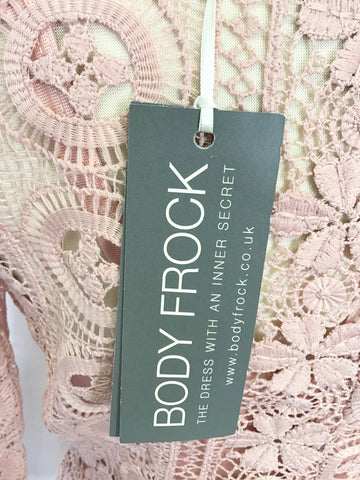 BODY FROCK
THE DRESS WITH AN INNER SECRET
www.bodyfrock.co.uk